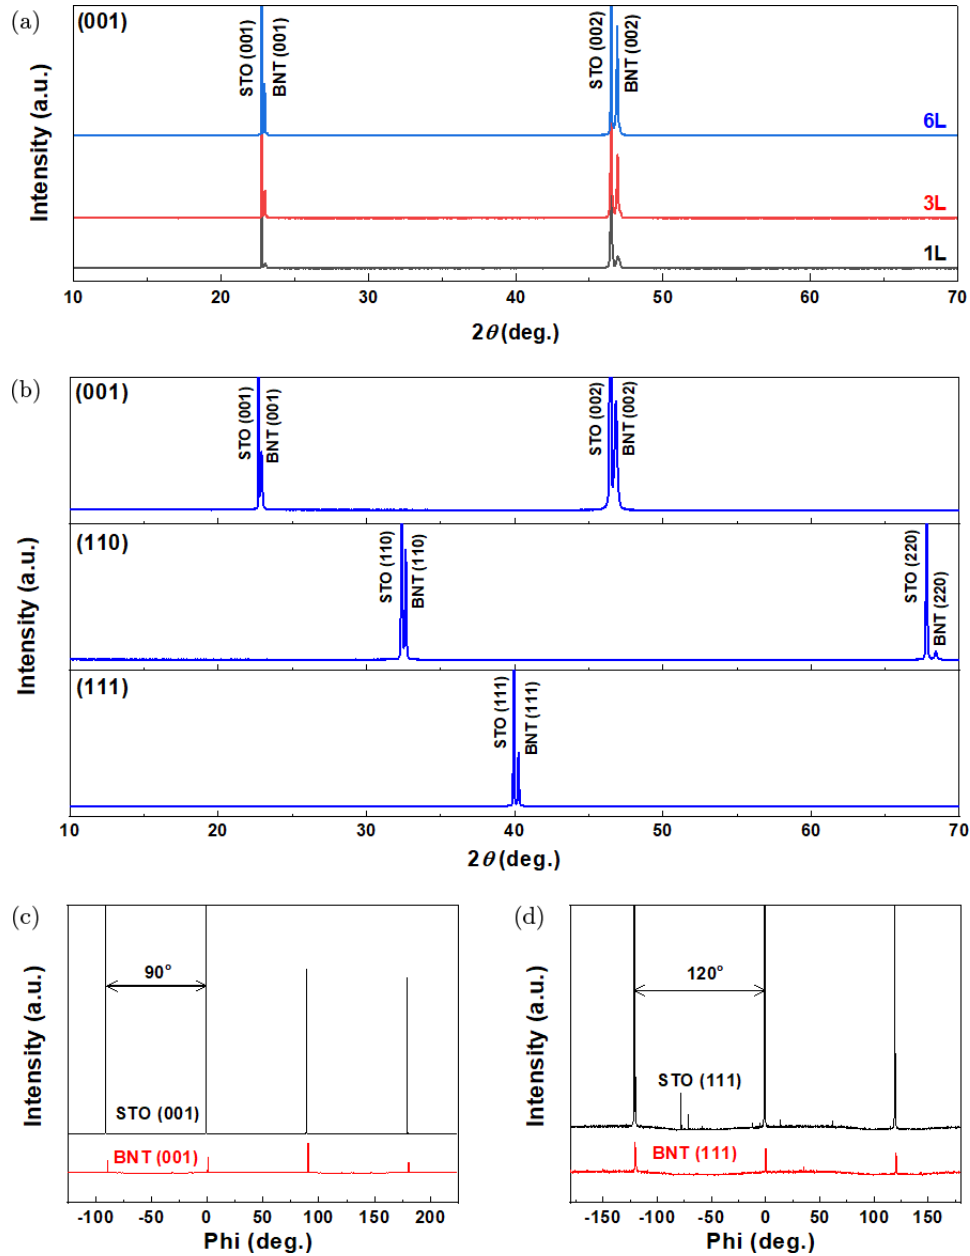 (a)
(001)
STO (001)
BNT (001)
STO (002)
BNT (002)
6L
3L
1L
Intensity (a.u.)
10 20 30 40 50 60 70
2θ (deg.)
(b)
(001)
STO (001)
BNT (001)
STO (002)
BNT (002)
(110)
STO (110)
BNT (110)
STO (220)
BNT (220)
(111)
STO (111)
BNT (111)
Intensity (a.u.)
Intensity (a.u.)
10 20 30 40 50 60 70
2θ (deg.)
(c)
90°
STO (001)
BNT (001)
Intensity (a.u.)
-100 -50 0 50 100 150 200
Phi (deg.)
(d)
120°
STO (111)
BNT (111)
Intensity (a.u.)
-150 -100 -50 0 50 100 150
Phi (deg.)